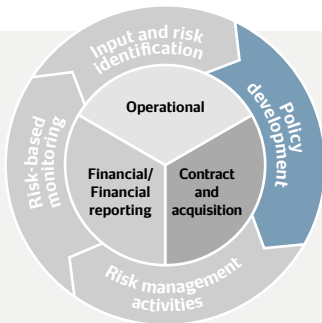 Input and risk
identification
Policy
development
Operational
Financial/
Financial
reporting
Contract
and
acquisition
Risk-based
monitoring
Risk management
activities